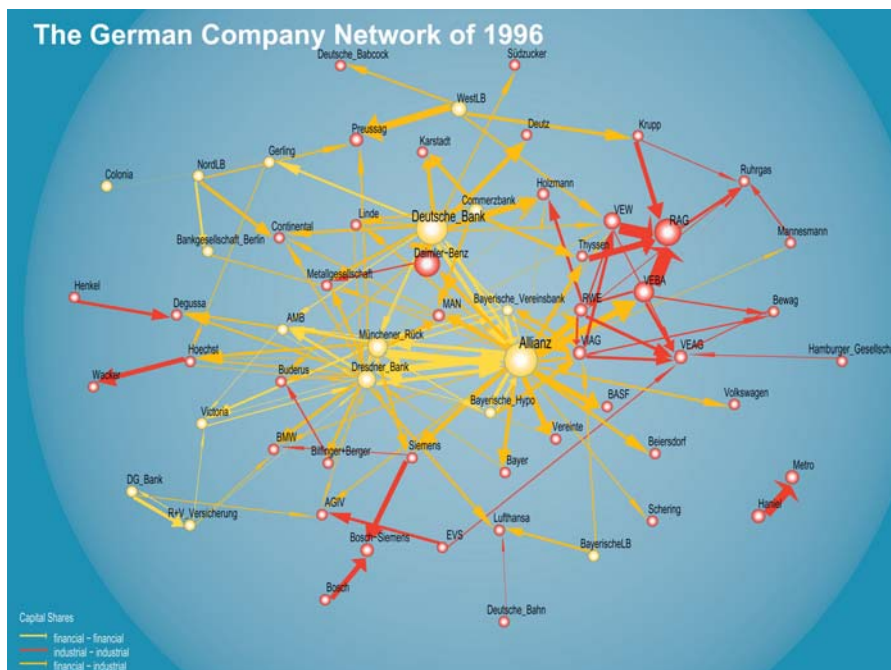 The German Company Network of 1996
Deutsche_Babcock
Südzucker
WestLB
Preussag
Karstadt
Deutz
Krupp
Colonia
NordLB
Gerling
Ruhrgas
Commerzbank
Holzmann
Linde
Deutsche_Bank
VEW
RAG
Continental
Bankgesellschaft_Berlin
Mannesmann
Daimler-Benz
Thyssen
Metallgesellschaft
VEBA
Henkel
Degussa
MAN
Bayerische_Vereinsbank
RWE
Bewag
AMB
Münchener_Rück
Allianz
VIAG
VEAG
Hoechst
Hamburger_Gesellsch
Wacker
Buderus
Dresdner_Bank
Bayerische_Hypo
BASF
Volkswagen
Victoria
BMW
Bilfinger+Berger
Siemens
Vereinte
Beiersdorf
Bayer
Metro
DG_Bank
R+V_Versicherung
AGIV
Lufthansa
Schering
Haniel
EVS
Bosch-Siemens
BayerischeLB
Bosch
Deutsche_Bahn
Capital Shares
financial - financial
industrial - industrial
financial - industrial